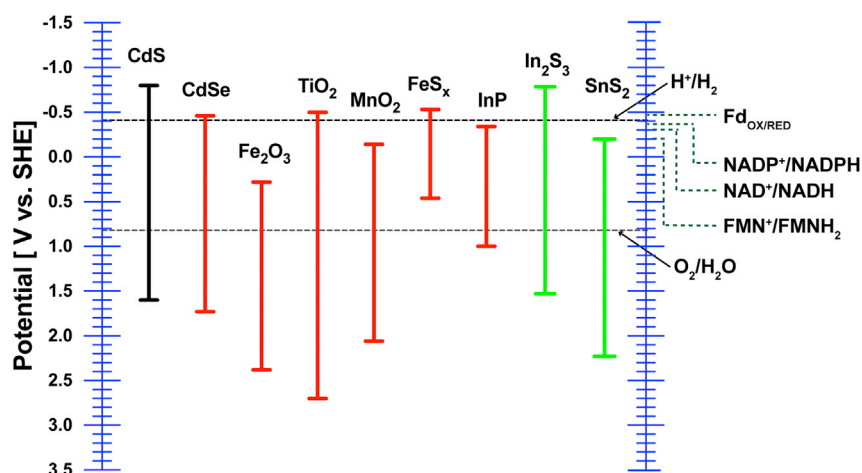 Potential [ V vs. SHE]
-1.5
-1.0
-0.5
0.0
0.5
1.0
1.5
2.0
2.5
3.0
3.5
CdS
CdSe
Fe₂O₃
TiO₂
MnO₂
FeSₓ
InP
In₂S₃
SnS₂
H⁺/H₂
Fd_OX/RED
NADP⁺/NADPH
NAD⁺/NADH
FMN⁺/FMNH₂
O₂/H₂O